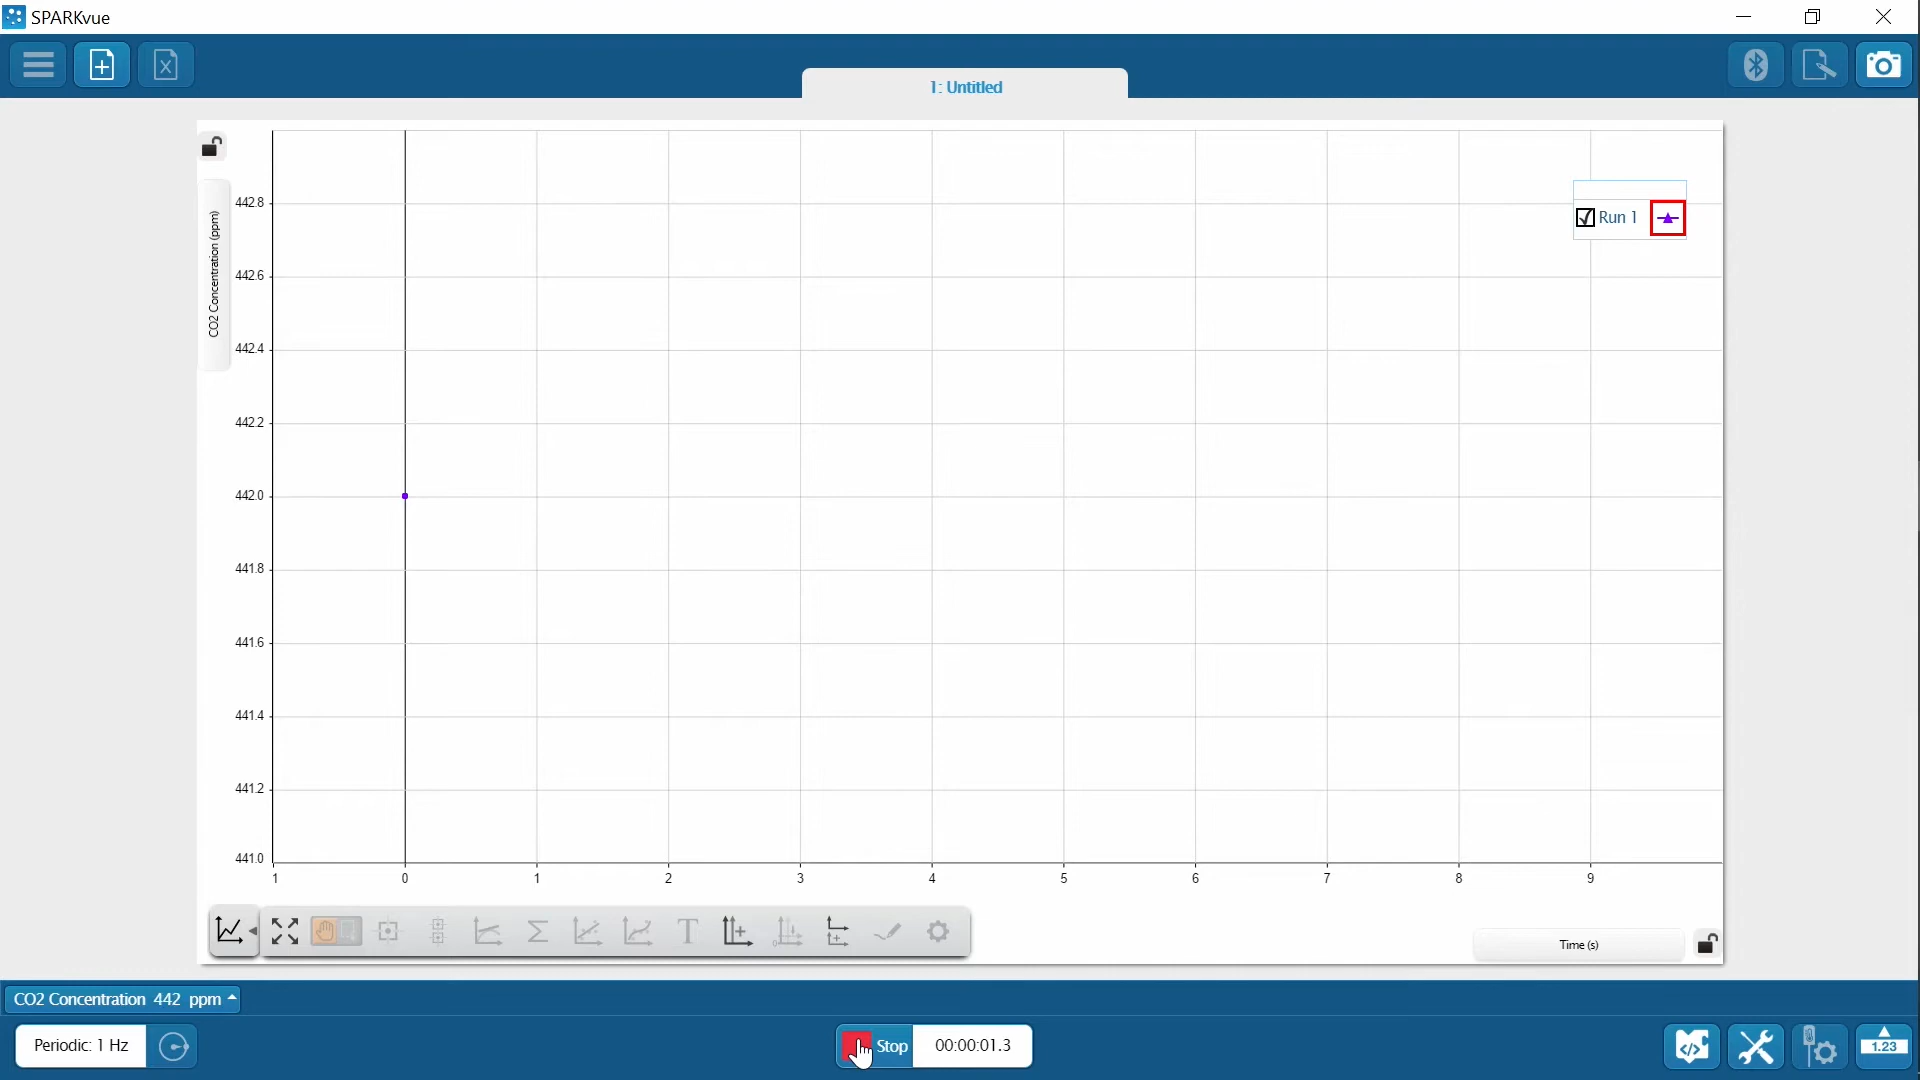 SPARKvue
1: Untitled
CO2 Concentration (ppm)
442.8
442.6
442.4
442.2
442.0
441.8
441.6
441.4
441.2
441.0
Run 1
1 0 1 2 3 4 5 6 7 8 9
T
Time (s)
CO2 Concentration 442 ppm
Periodic: 1 Hz
Stop 00:00:01.3
1.23